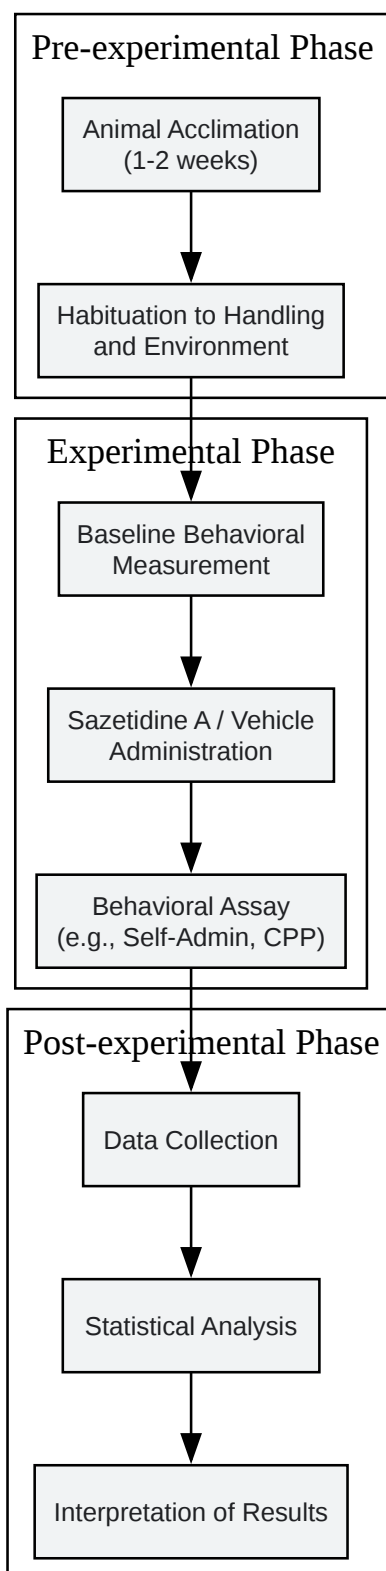 Pre-experimental Phase
Animal Acclimation
(1-2 weeks)
Habituation to Handling
and Environment
Experimental Phase
Baseline Behavioral
Measurement
Sazetidine A / Vehicle
Administration
Behavioral Assay
(e.g., Self-Admin, CPP)
Post-experimental Phase
Data Collection
Statistical Analysis
Interpretation of Results